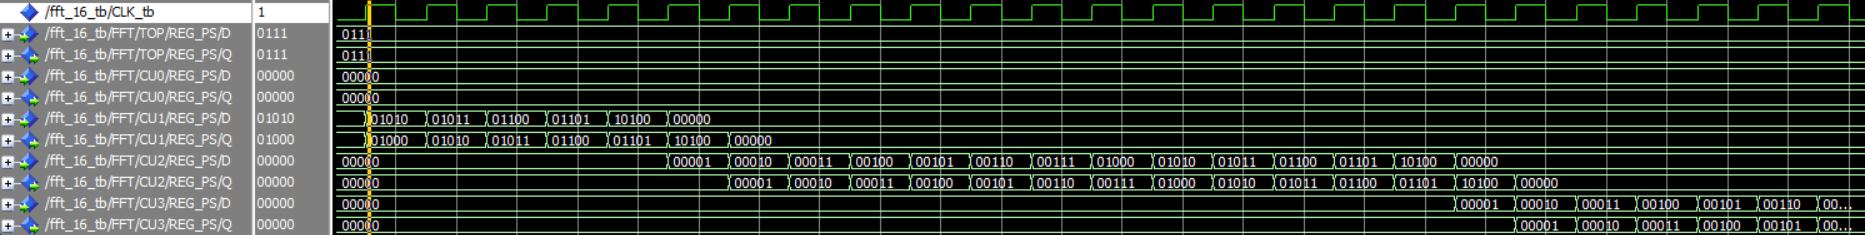 /fft_16_tb/CLK_tb 1
/fft_16_tb/FFT/TOP/REG_PS/D 0111 011
/fft_16_tb/FFT/TOP/REG_PS/Q 0111 011
/fft_16_tb/FFT/CU0/REG_PS/D 00000 00000
/fft_16_tb/FFT/CU0/REG_PS/Q 00000 00000
/fft_16_tb/FFT/CU1/REG_PS/D 01010 01010 01011 01100 01101 10100 00000
/fft_16_tb/FFT/CU1/REG_PS/Q 01000 01000 01010 01011 01100 01101 10100 00000
/fft_16_tb/FFT/CU2/REG_PS/D 00000 00000 00001 00010 00011 00100 00101 00110 00111 01000 01010 01011 01100 01101 10100 00000
/fft_16_tb/FFT/CU2/REG_PS/Q 00000 00000 00001 00010 00011 00100 00101 00110 00111 01000 01010 01011 01100 01101 10100 00000
/fft_16_tb/FFT/CU3/REG_PS/D 00000 00000 00001 00010 00011 00100 00101 00110 00...
/fft_16_tb/FFT/CU3/REG_PS/Q 00000 00000 00001 00010 00011 00100 00101 00...